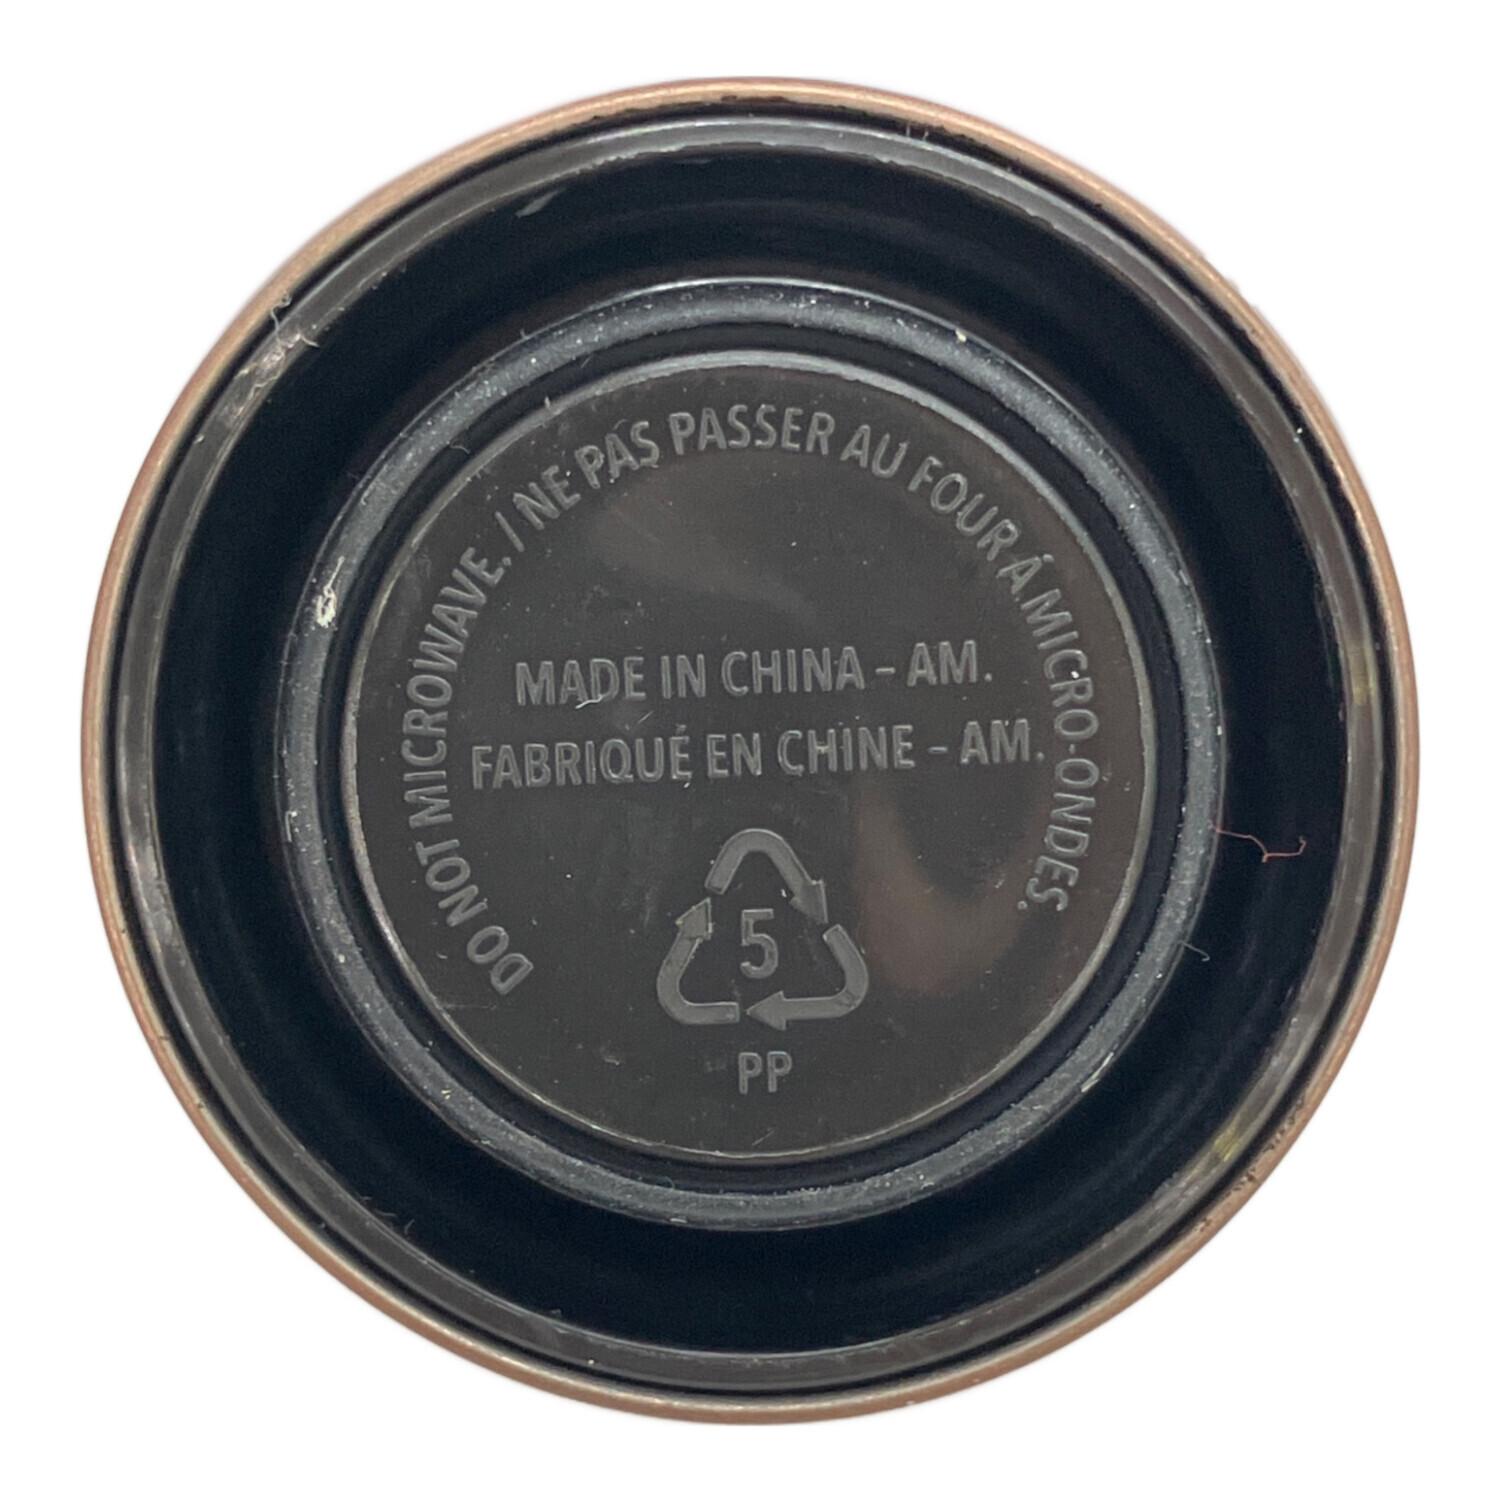 DO NOT MICROWAVE. / NE PAS PASSER AU FOUR Á MICRO-ONDES.
MADE IN CHINA – AM.
FABRIQUÉ EN CHINE – AM.
5
PP